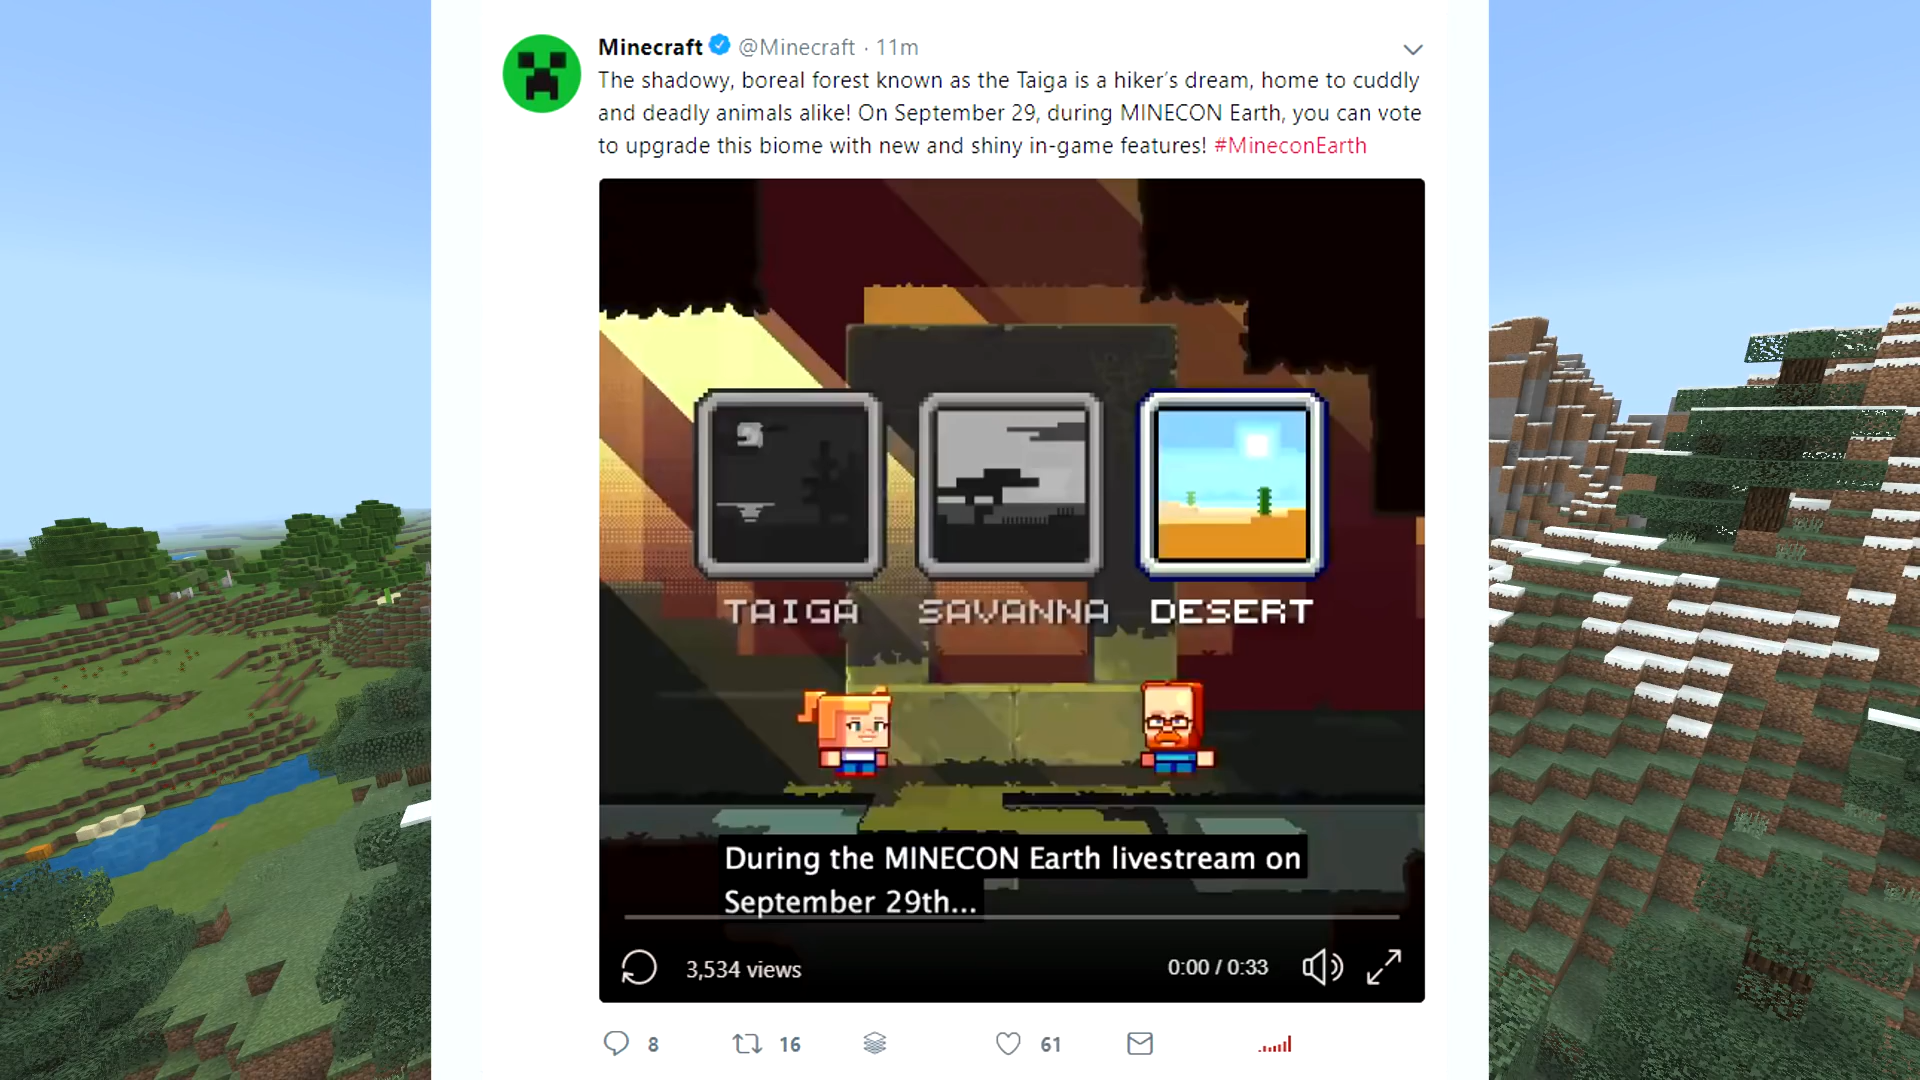 Minecraft @Minecraft · 11m
The shadowy, boreal forest known as the Taiga is a hiker's dream, home to cuddly
and deadly animals alike! On September 29, during MINECON Earth, you can vote
to upgrade this biome with new and shiny in-game features! #MineconEarth
TAIGA SAVANNA DESERT
During the MINECON Earth livestream on
September 29th...
3,534 views 0:00 / 0:33
8 16 61